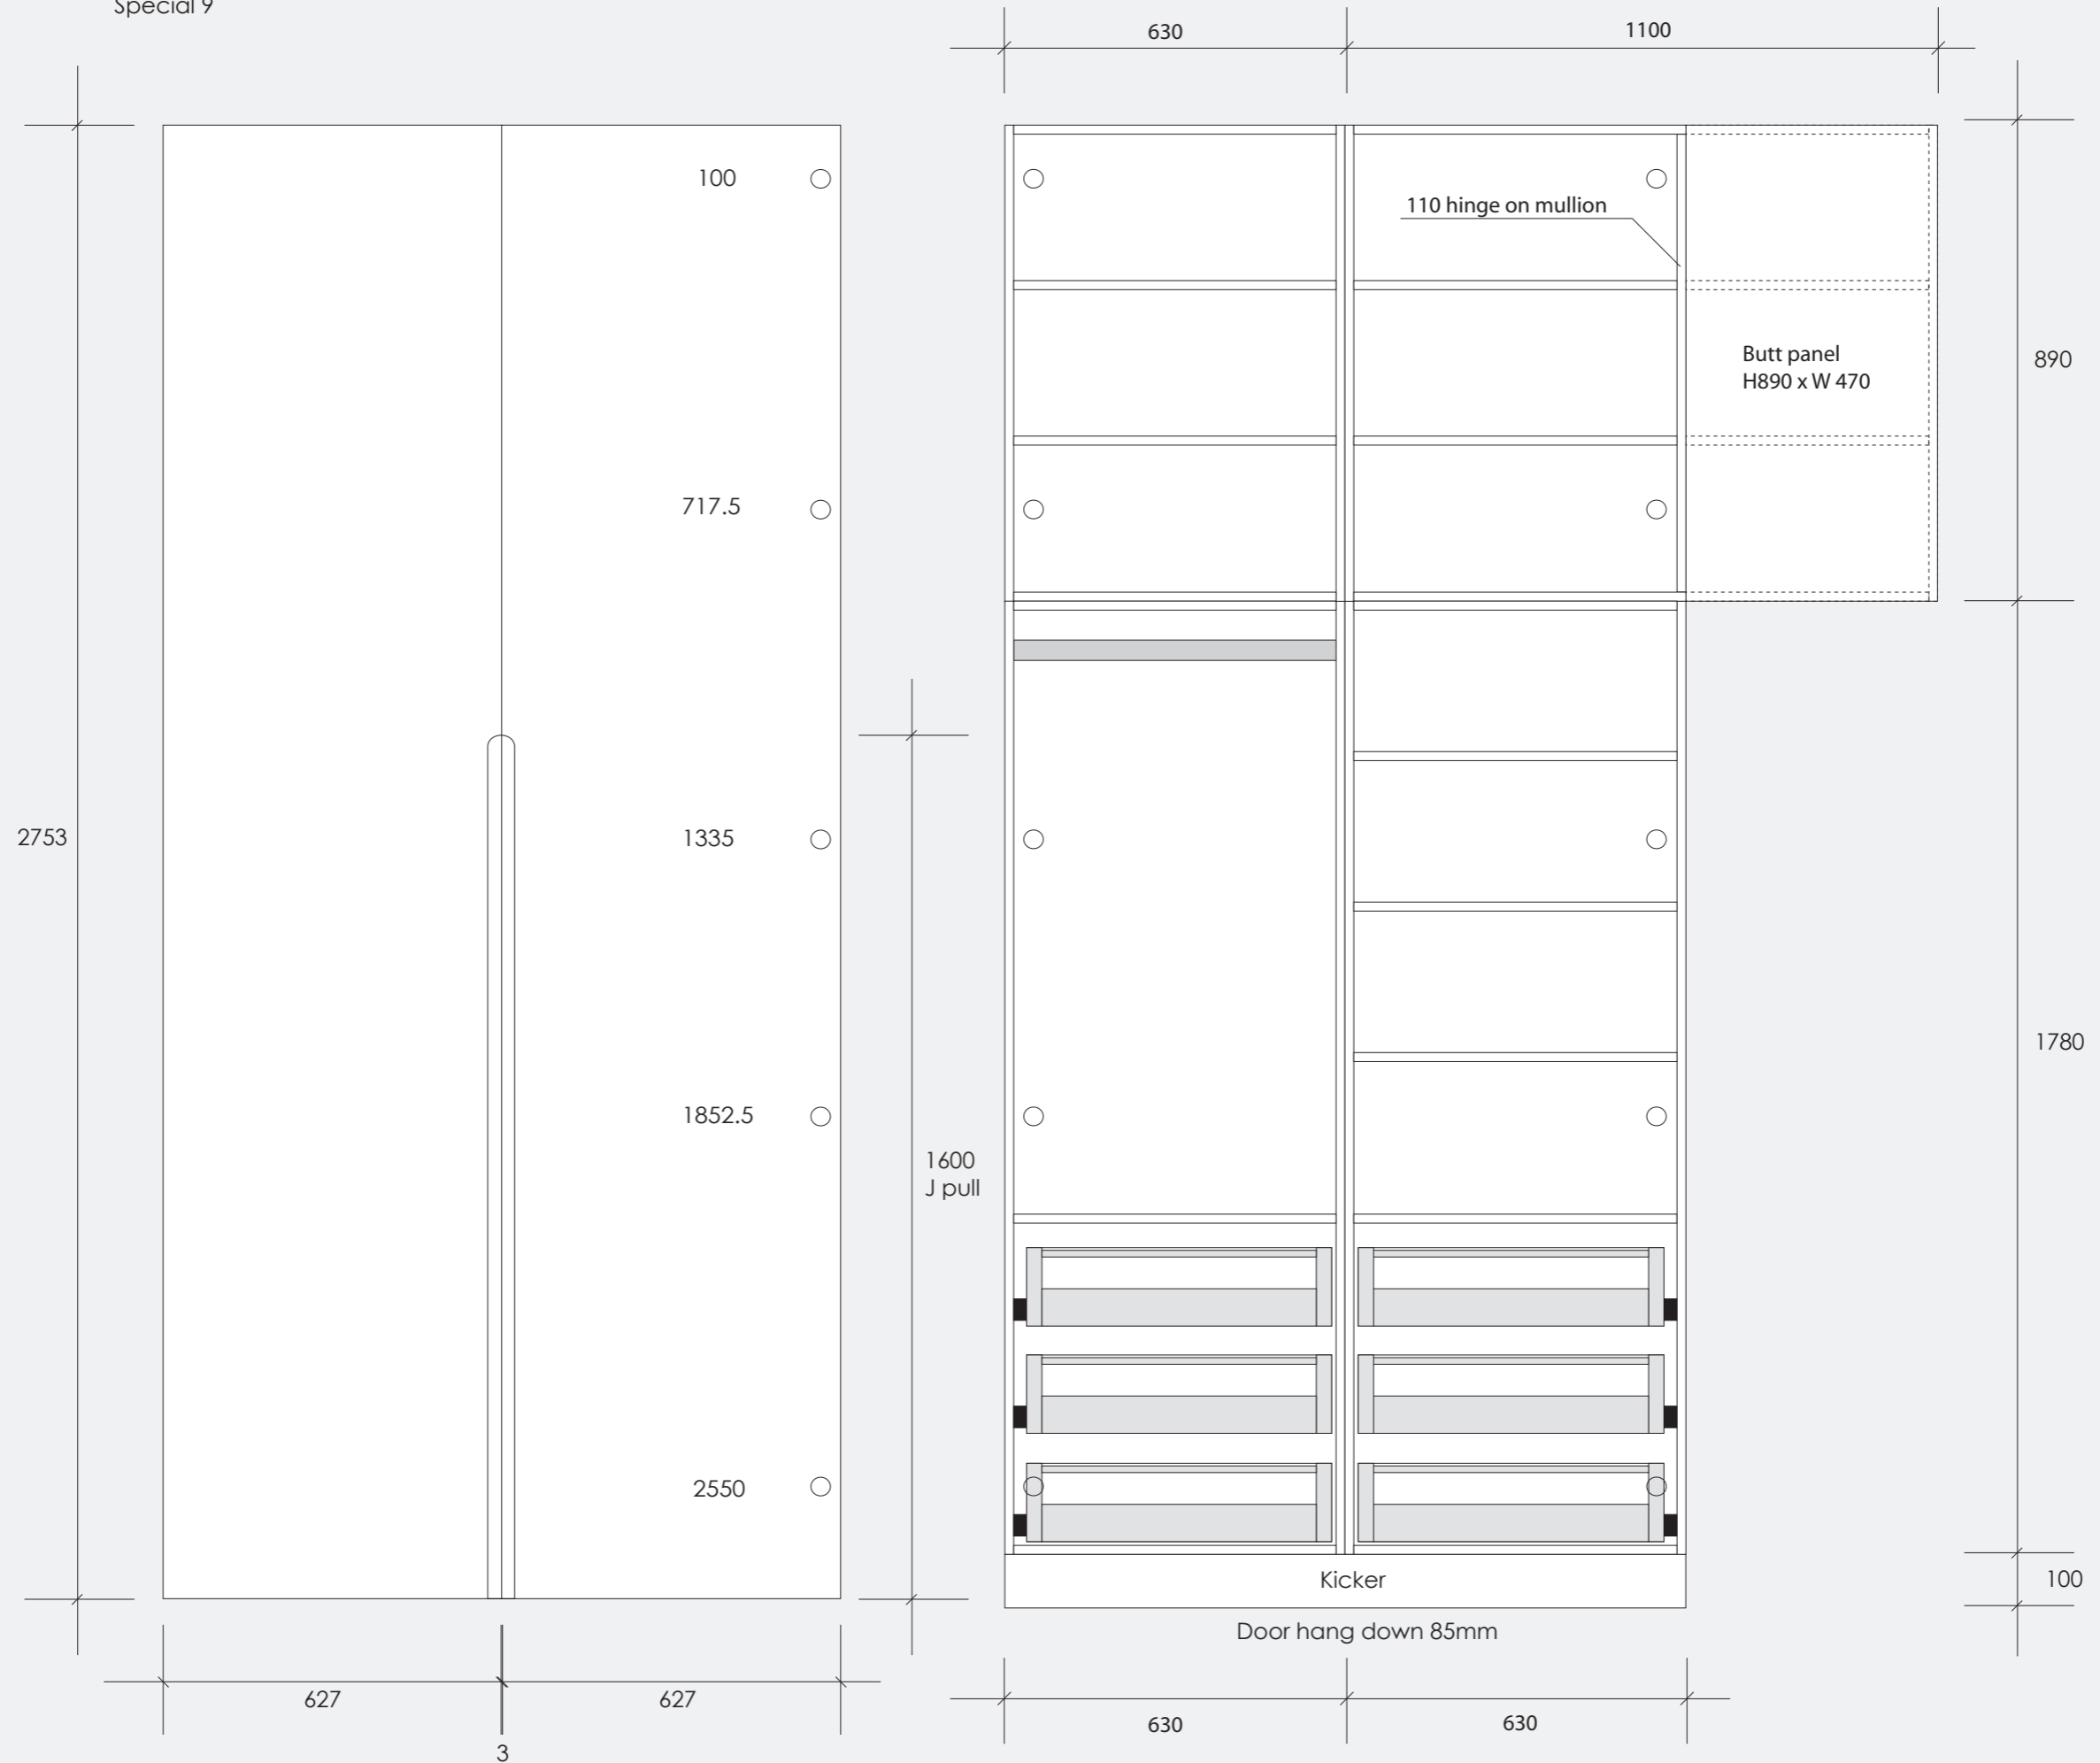 Special 9
630
1100
100
110 hinge on mullion
Butt panel
H890 x W 470
890
717.5
2753
1335
1780
1852.5
1600
J pull
2550
Kicker
100
Door hang down 85mm
627
627
630
630
3